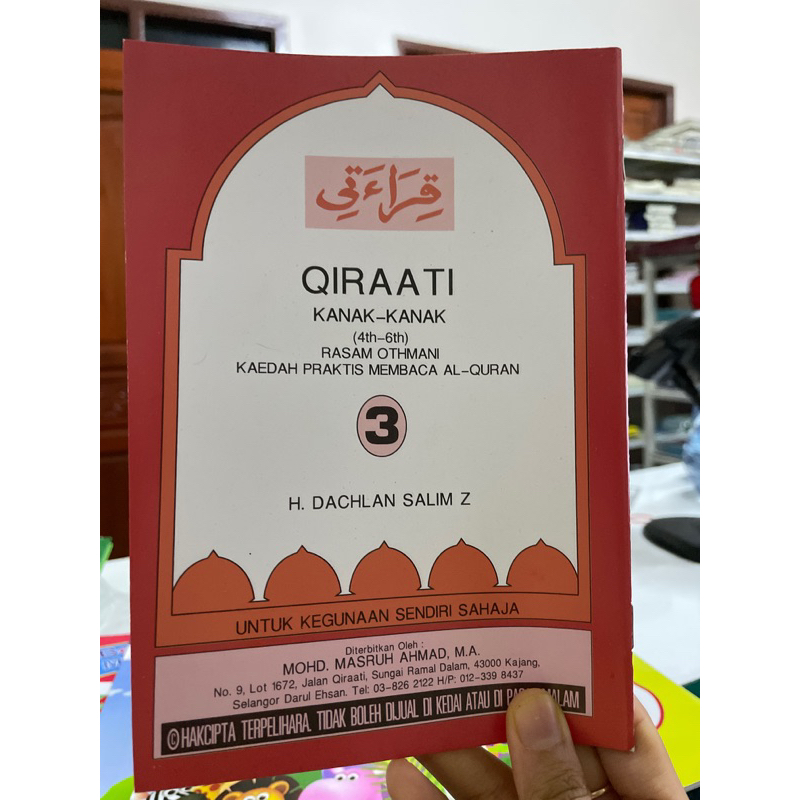 قِرَاءَتِي
QIRAATI
KANAK-KANAK
(4th-6th)
RASAM OTHMANI
KAEDAH PRAKTIS MEMBACA AL-QURAN
3
H. DACHLAN SALIM Z
UNTUK KEGUNAAN SENDIRI SAHAJA
Diterbitkan Oleh :
MOHD. MASRUH AHMAD, M.A.
No. 9, Lot 1672, Jalan Qiraati, Sungai Ramal Dalam, 43000 Kajang,
Selangor Darul Ehsan. Tel: 03-826 2122 H/P: 012-339 8437
©HAKCIPTA TERPELIHARA. TIDAK BOLEH DIJUAL DI KEDAI ATAU DI MALAM